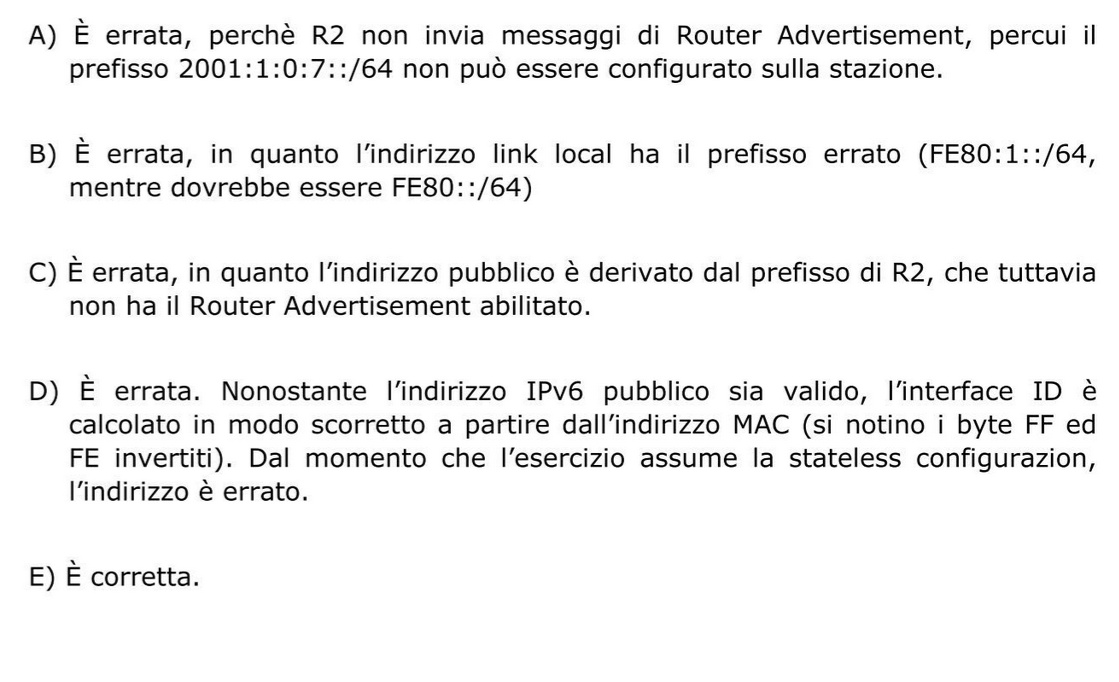 A) È errata, perchè R2 non invia messaggi di Router Advertisement, percui il
prefisso 2001:1:0:7::/64 non può essere configurato sulla stazione.
B) È errata, in quanto l’indirizzo link local ha il prefisso errato (FE80:1::/64,
mentre dovrebbe essere FE80::/64)
C) È errata, in quanto l’indirizzo pubblico è derivato dal prefisso di R2, che tuttavia
non ha il Router Advertisement abilitato.
D) È errata. Nonostante l’indirizzo IPv6 pubblico sia valido, l’interface ID è
calcolato in modo scorretto a partire dall’indirizzo MAC (si notino i byte FF ed
FE invertiti). Dal momento che l’esercizio assume la stateless configurazion,
l’indirizzo è errato.
E) È corretta.